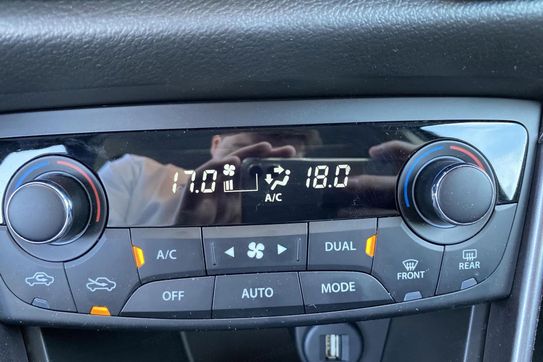 17.0 18.0
A/C
A/C DUAL
FRONT REAR
OFF AUTO MODE